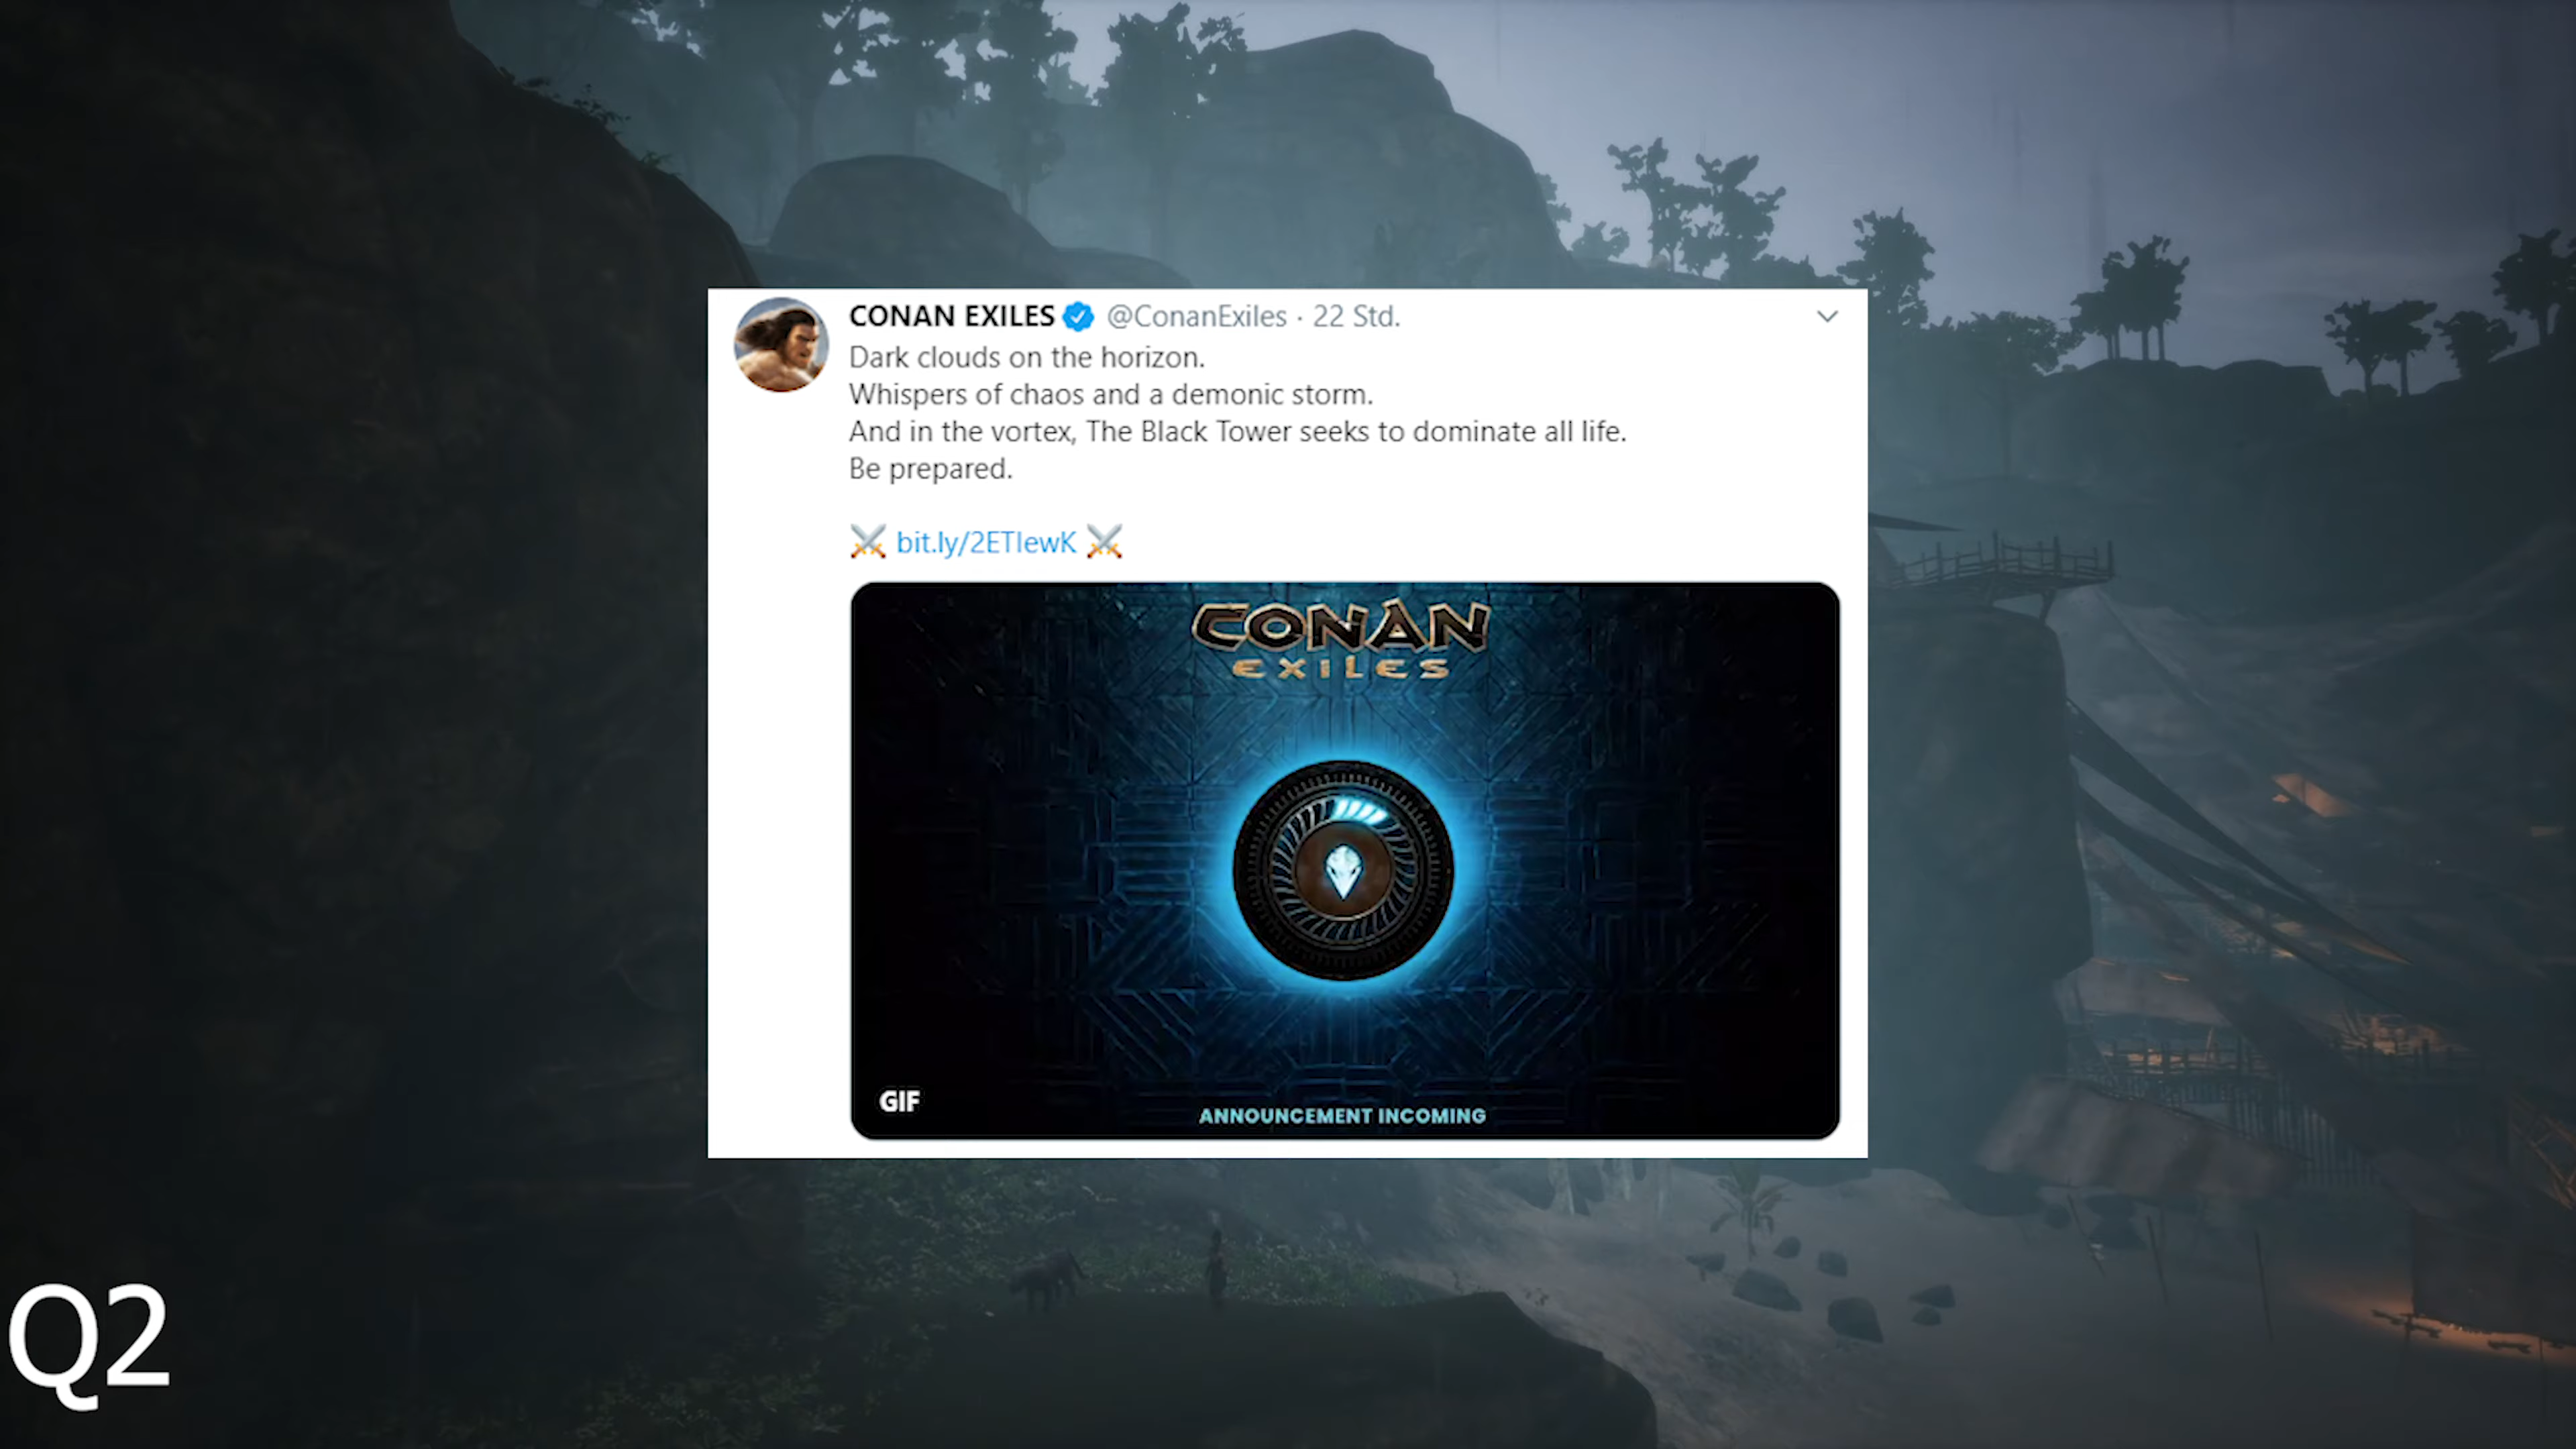 CONAN EXILES @ConanExiles · 22 Std.
Dark clouds on the horizon.
Whispers of chaos and a demonic storm.
And in the vortex, The Black Tower seeks to dominate all life.
Be prepared.
⚔️ bit.ly/2ETIewK ⚔️
CONAN
EXILES
GIF
ANNOUNCEMENT INCOMING
Q2